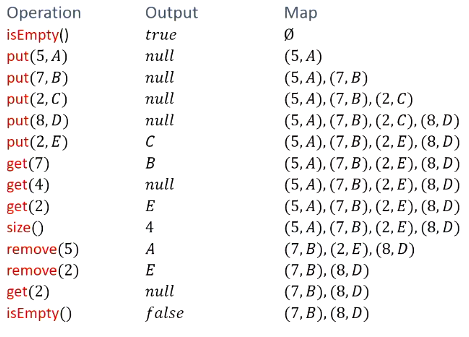 Operation Output Map
isEmpty() true Ø
put(5, A) null (5, A)
put(7, B) null (5, A), (7, B)
put(2, C) null (5, A), (7, B), (2, C)
put(8, D) null (5, A), (7, B), (2, C), (8, D)
put(2, E) C (5, A), (7, B), (2, E), (8, D)
get(7) B (5, A), (7, B), (2, E), (8, D)
get(4) null (5, A), (7, B), (2, E), (8, D)
get(2) E (5, A), (7, B), (2, E), (8, D)
size() 4 (5, A), (7, B), (2, E), (8, D)
remove(5) A (7, B), (2, E), (8, D)
remove(2) E (7, B), (8, D)
get(2) null (7, B), (8, D)
isEmpty() false (7, B), (8, D)